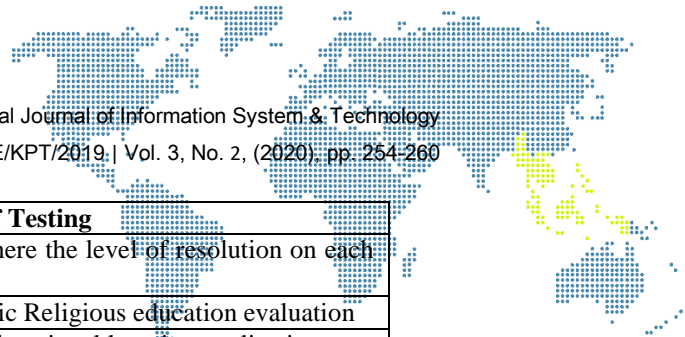 al Journal of Information System & Technology
E/KPT/2019 | Vol. 3, No. 2, (2020), pp. 254-260
Testing
here the level of resolution on each
ic Religious education evaluation